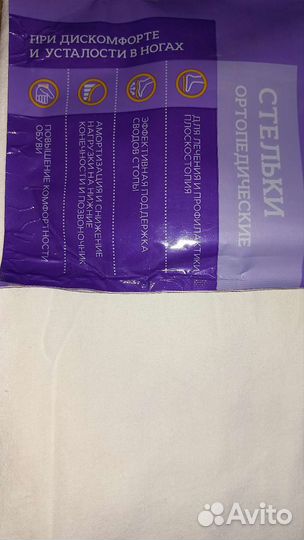 ПРИ ДИСКОМФОРТЕ
И УСТАЛОСТИ В НОГАХ
СТЕЛЬКИ
ОРТОПЕДИЧЕСКИЕ
ДЛЯ ЛЕЧЕНИЯ И ПРОФИЛАКТИКИ
ПЛОСКОСТОПИЯ
ЭФФЕКТИВНАЯ ПОДДЕРЖКА
СВОДОВ СТОПЫ
АМОРТИЗАЦИЯ И СНИЖЕНИЕ
НАГРУЗКИ НА НИЖНИЕ
КОНЕЧНОСТИ И ПОЗВОНОЧНИК
ПОВЫШЕНИЕ КОМФОРТНОСТИ
ОБУВИ
Avito